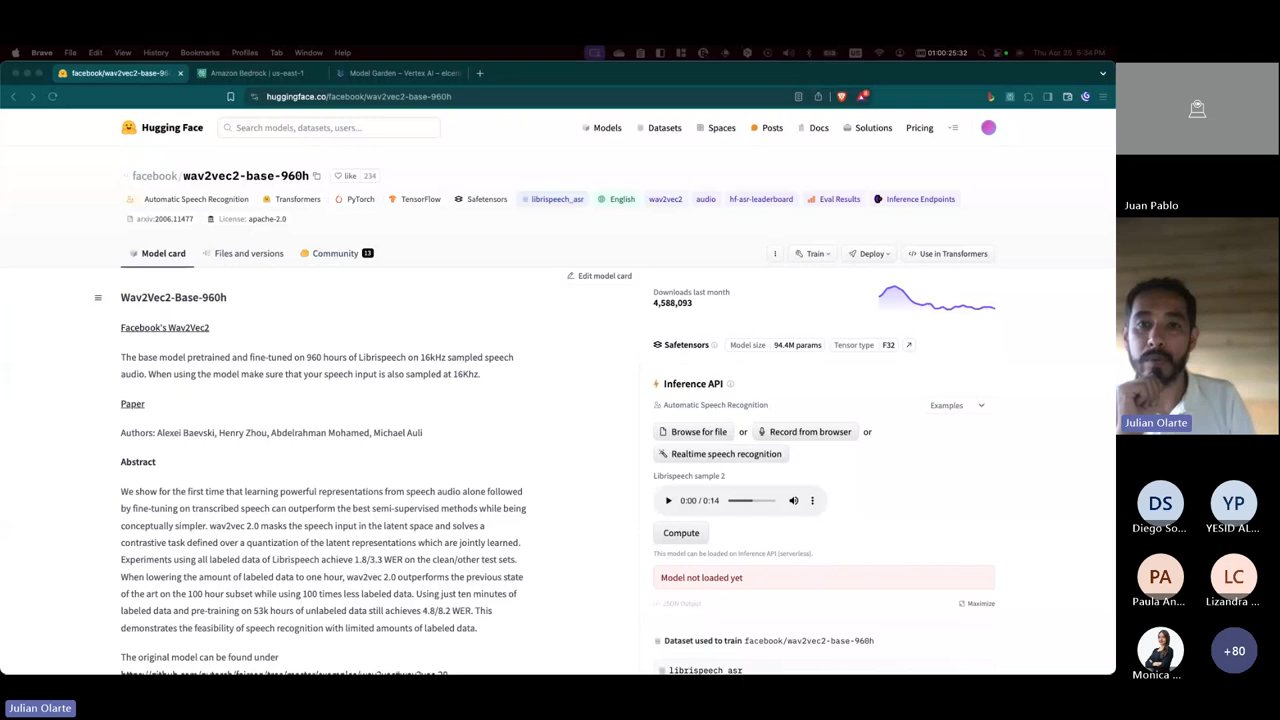 Brave File Edit View History Bookmarks Profiles Tab Window Help US 01:00:25:32 Thu Apr 25 5:34 PM
facebook/wav2vec2-base-96 Amazon Bedrock | us-east-1 Model Garden – Vertex AI – elcen
huggingface.co/facebook/wav2vec2-base-960h
Hugging Face Search models, datasets, users... Models Datasets Spaces Posts Docs Solutions Pricing
facebook/wav2vec2-base-960h like 234
Automatic Speech Recognition Transformers PyTorch TensorFlow Safetensors librispeech_asr English wav2vec2 audio hf-asr-leaderboard Eval Results Inference Endpoints
arxiv:2006.11477 License: apache-2.0
Model card Files and versions Community 13 Train Deploy </> Use in Transformers
Edit model card
Wav2Vec2-Base-960h
Facebook's Wav2Vec2
The base model pretrained and fine-tuned on 960 hours of Librispeech on 16kHz sampled speech
audio. When using the model make sure that your speech input is also sampled at 16Khz.
Paper
Authors: Alexei Baevski, Henry Zhou, Abdelrahman Mohamed, Michael Auli
Abstract
We show for the first time that learning powerful representations from speech audio alone followed
by fine-tuning on transcribed speech can outperform the best semi-supervised methods while being
conceptually simpler. wav2vec 2.0 masks the speech input in the latent space and solves a
contrastive task defined over a quantization of the latent representations which are jointly learned.
Experiments using all labeled data of Librispeech achieve 1.8/3.3 WER on the clean/other test sets.
When lowering the amount of labeled data to one hour, wav2vec 2.0 outperforms the previous state
of the art on the 100 hour subset while using 100 times less labeled data. Using just ten minutes of
labeled data and pre-training on 53k hours of unlabeled data still achieves 4.8/8.2 WER. This
demonstrates the feasibility of speech recognition with limited amounts of labeled data.
The original model can be found under
Downloads last month
4,588,093
Safetensors Model size 94.4M params Tensor type F32
Inference API
Automatic Speech Recognition Examples
Browse for file or Record from browser or
Realtime speech recognition
Librispeech sample 2
0:00 / 0:14
Compute
This model can be loaded on Inference API (serverless).
Model not loaded yet
</> JSON Output Maximize
Dataset used to train facebook/wav2vec2-base-960h
librispeech_asr
Juan Pablo
Julian Olarte
DS YP
Diego So... YESID AL...
PA LC
Paula An... Lizandra ...
Monica ... +80
Julian Olarte